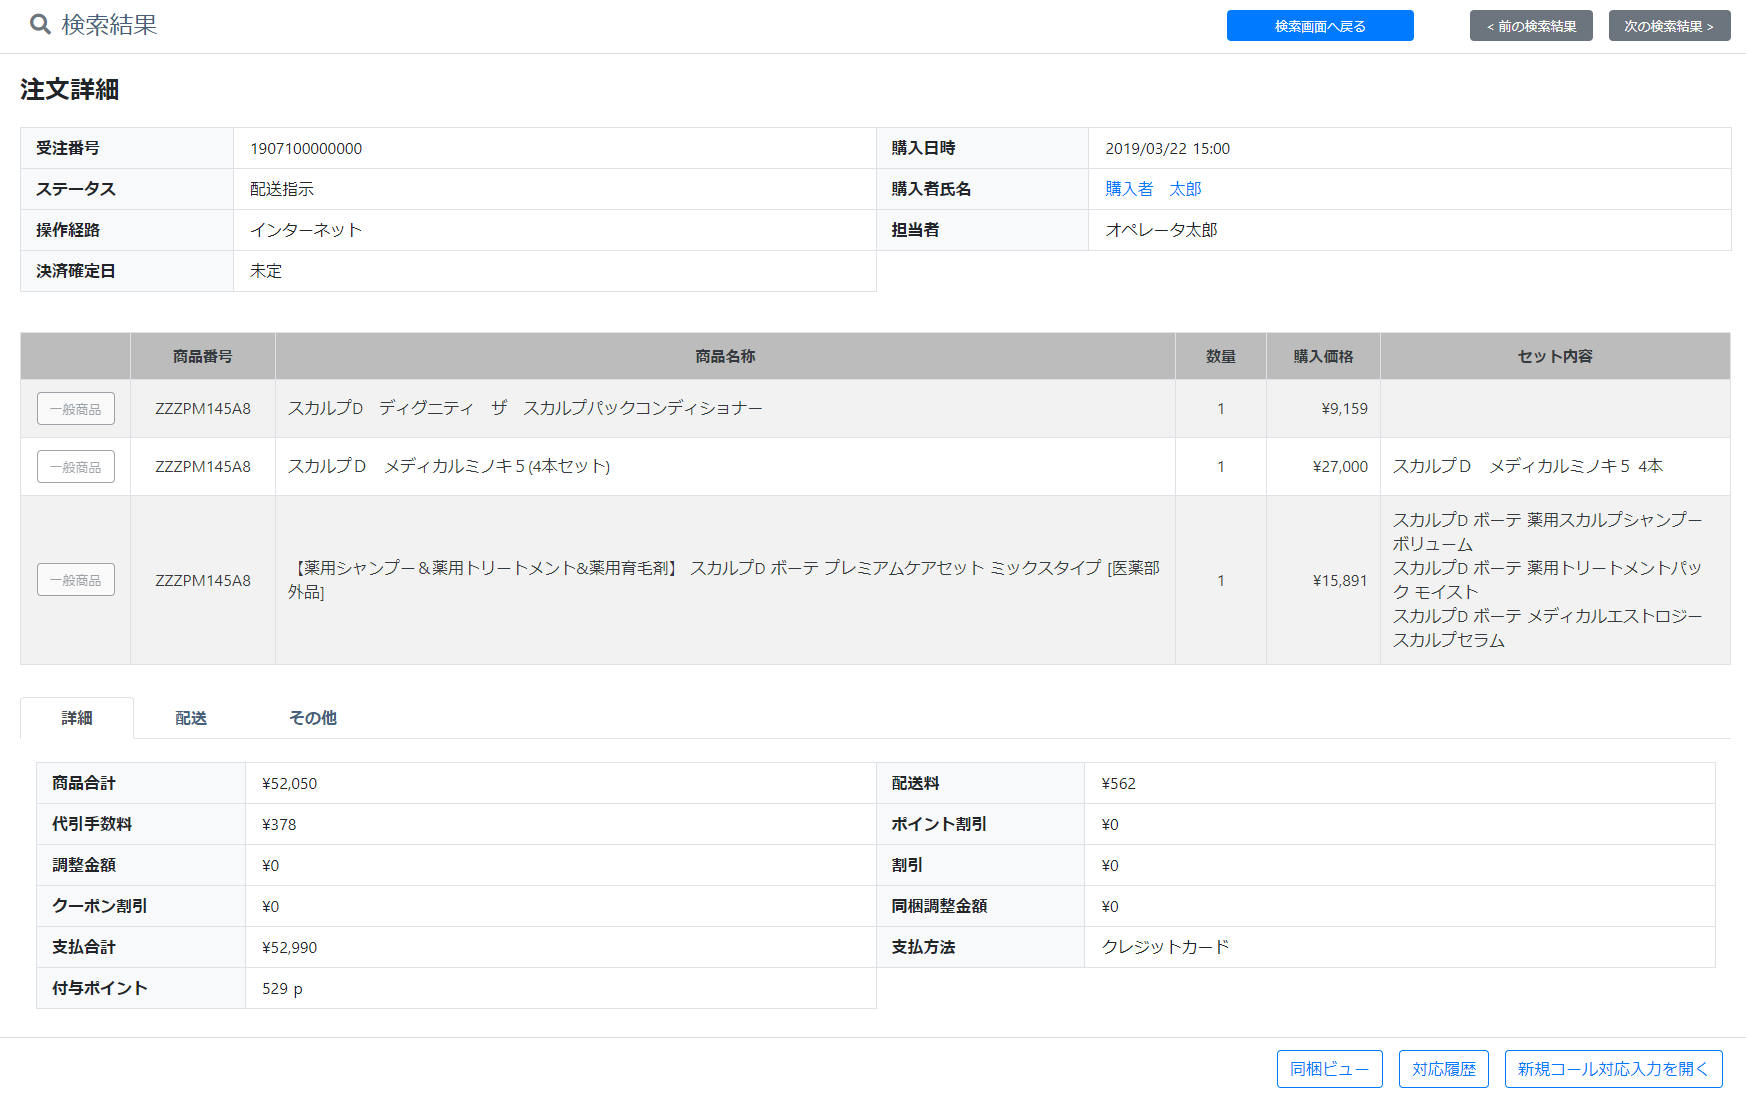 検索結果
検索画面へ戻る
< 前の検索結果
次の検索結果 >
注文詳細
受注番号 1907100000000 購入日時 2019/03/22 15:00
ステータス 配送指示 購入者氏名 購入者　太郎
操作経路 インターネット 担当者 オペレータ太郎
決済確定日 未定
商品番号 商品名称 数量 購入価格 セット内容
一般商品 ZZZPM145A8 スカルプD　ディグニティ　ザ　スカルプパックコンディショナー 1 ¥9,159
一般商品 ZZZPM145A8 スカルプＤ　メディカルミノキ５(4本セット) 1 ¥27,000 スカルプＤ　メディカルミノキ５ 4本
一般商品 ZZZPM145A8 【薬用シャンプー＆薬用トリートメント&薬用育毛剤】 スカルプD ボーテ プレミアムケアセット ミックスタイプ [医薬部
外品]
1 ¥15,891
スカルプD ボーテ 薬用スカルプシャンプー
ボリューム
スカルプD ボーテ 薬用トリートメントパッ
ク モイスト
スカルプD ボーテ メディカルエストロジー
スカルプセラム
詳細 配送 その他
商品合計 ¥52,050 配送料 ¥562
代引手数料 ¥378 ポイント割引 ¥0
調整金額 ¥0 割引 ¥0
クーポン割引 ¥0 同梱調整金額 ¥0
支払合計 ¥52,990 支払方法 クレジットカード
付与ポイント 529 p
同梱ビュー 対応履歴 新規コール対応入力を開く